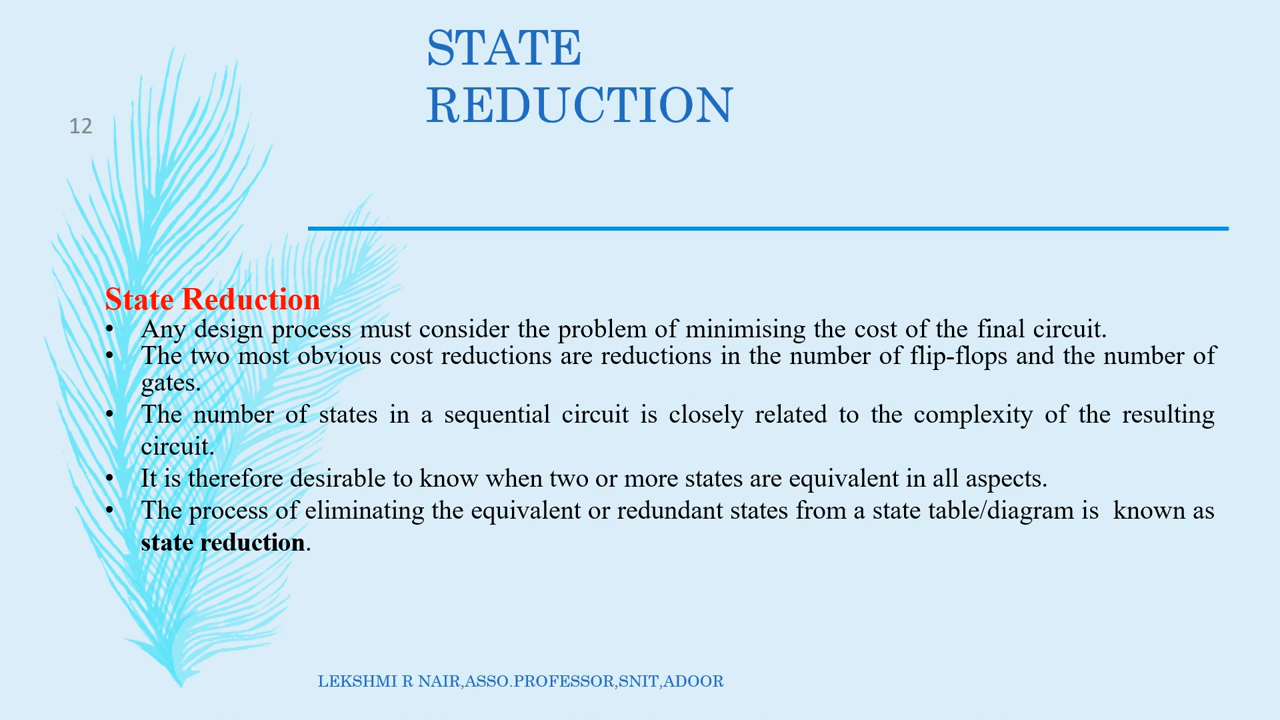 STATE
REDUCTION
12
State Reduction
• Any design process must consider the problem of minimising the cost of the final circuit.
• The two most obvious cost reductions are reductions in the number of flip-flops and the number of
gates.
• The number of states in a sequential circuit is closely related to the complexity of the resulting
circuit.
• It is therefore desirable to know when two or more states are equivalent in all aspects.
• The process of eliminating the equivalent or redundant states from a state table/diagram is  known as
state reduction.
LEKSHMI R NAIR,ASSO.PROFESSOR,SNIT,ADOOR